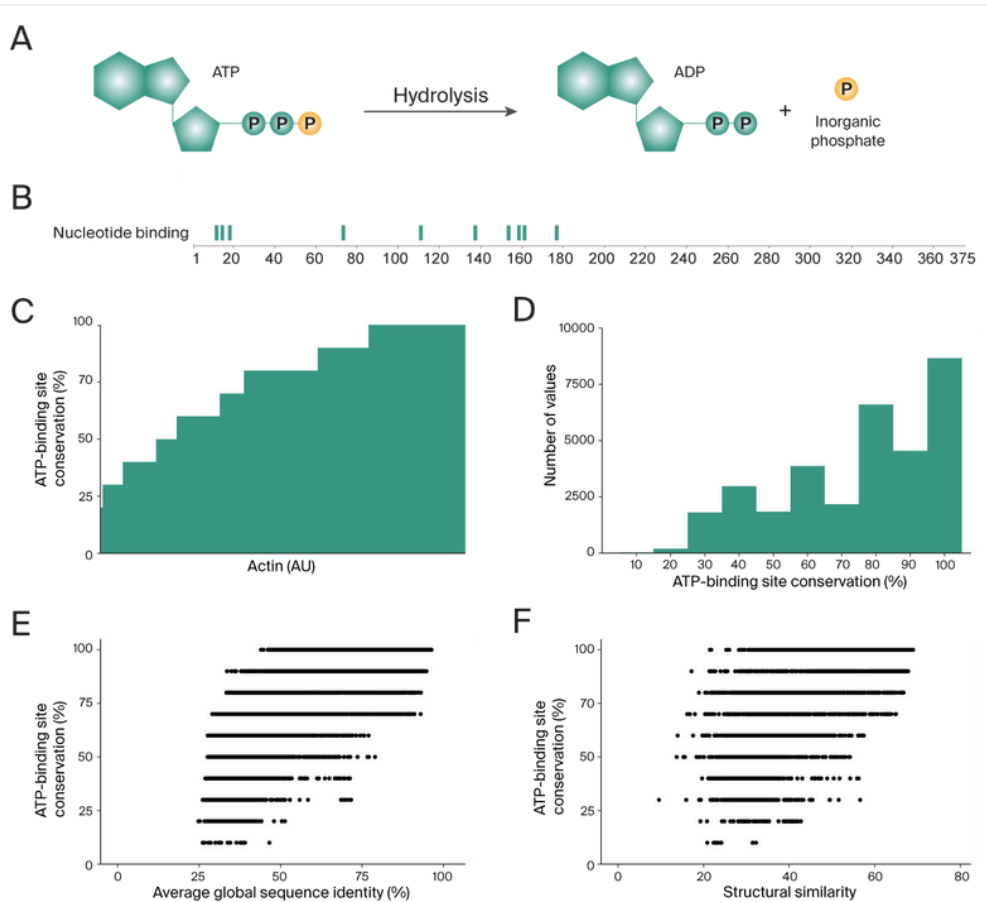 A
ATP
Hydrolysis
ADP
P P P
P P
+
P
Inorganic
phosphate
B
Nucleotide binding
1 20 40 60 80 100 120 140 160 180 200 220 240 260 280 300 320 340 360 375
C
ATP-binding site
conservation (%)
100
70
50
25
0
Actin (AU)
D
Number of values
10000
7500
5000
2500
0
10 20 30 40 50 60 70 80 90 100
ATP-binding site conservation (%)
E
ATP-binding site
conservation (%)
100
75
50
25
0
0 25 50 75 100
Average global sequence identity (%)
F
ATP-binding site
conservation (%)
100
75
50
25
0
0 20 40 60 80
Structural similarity